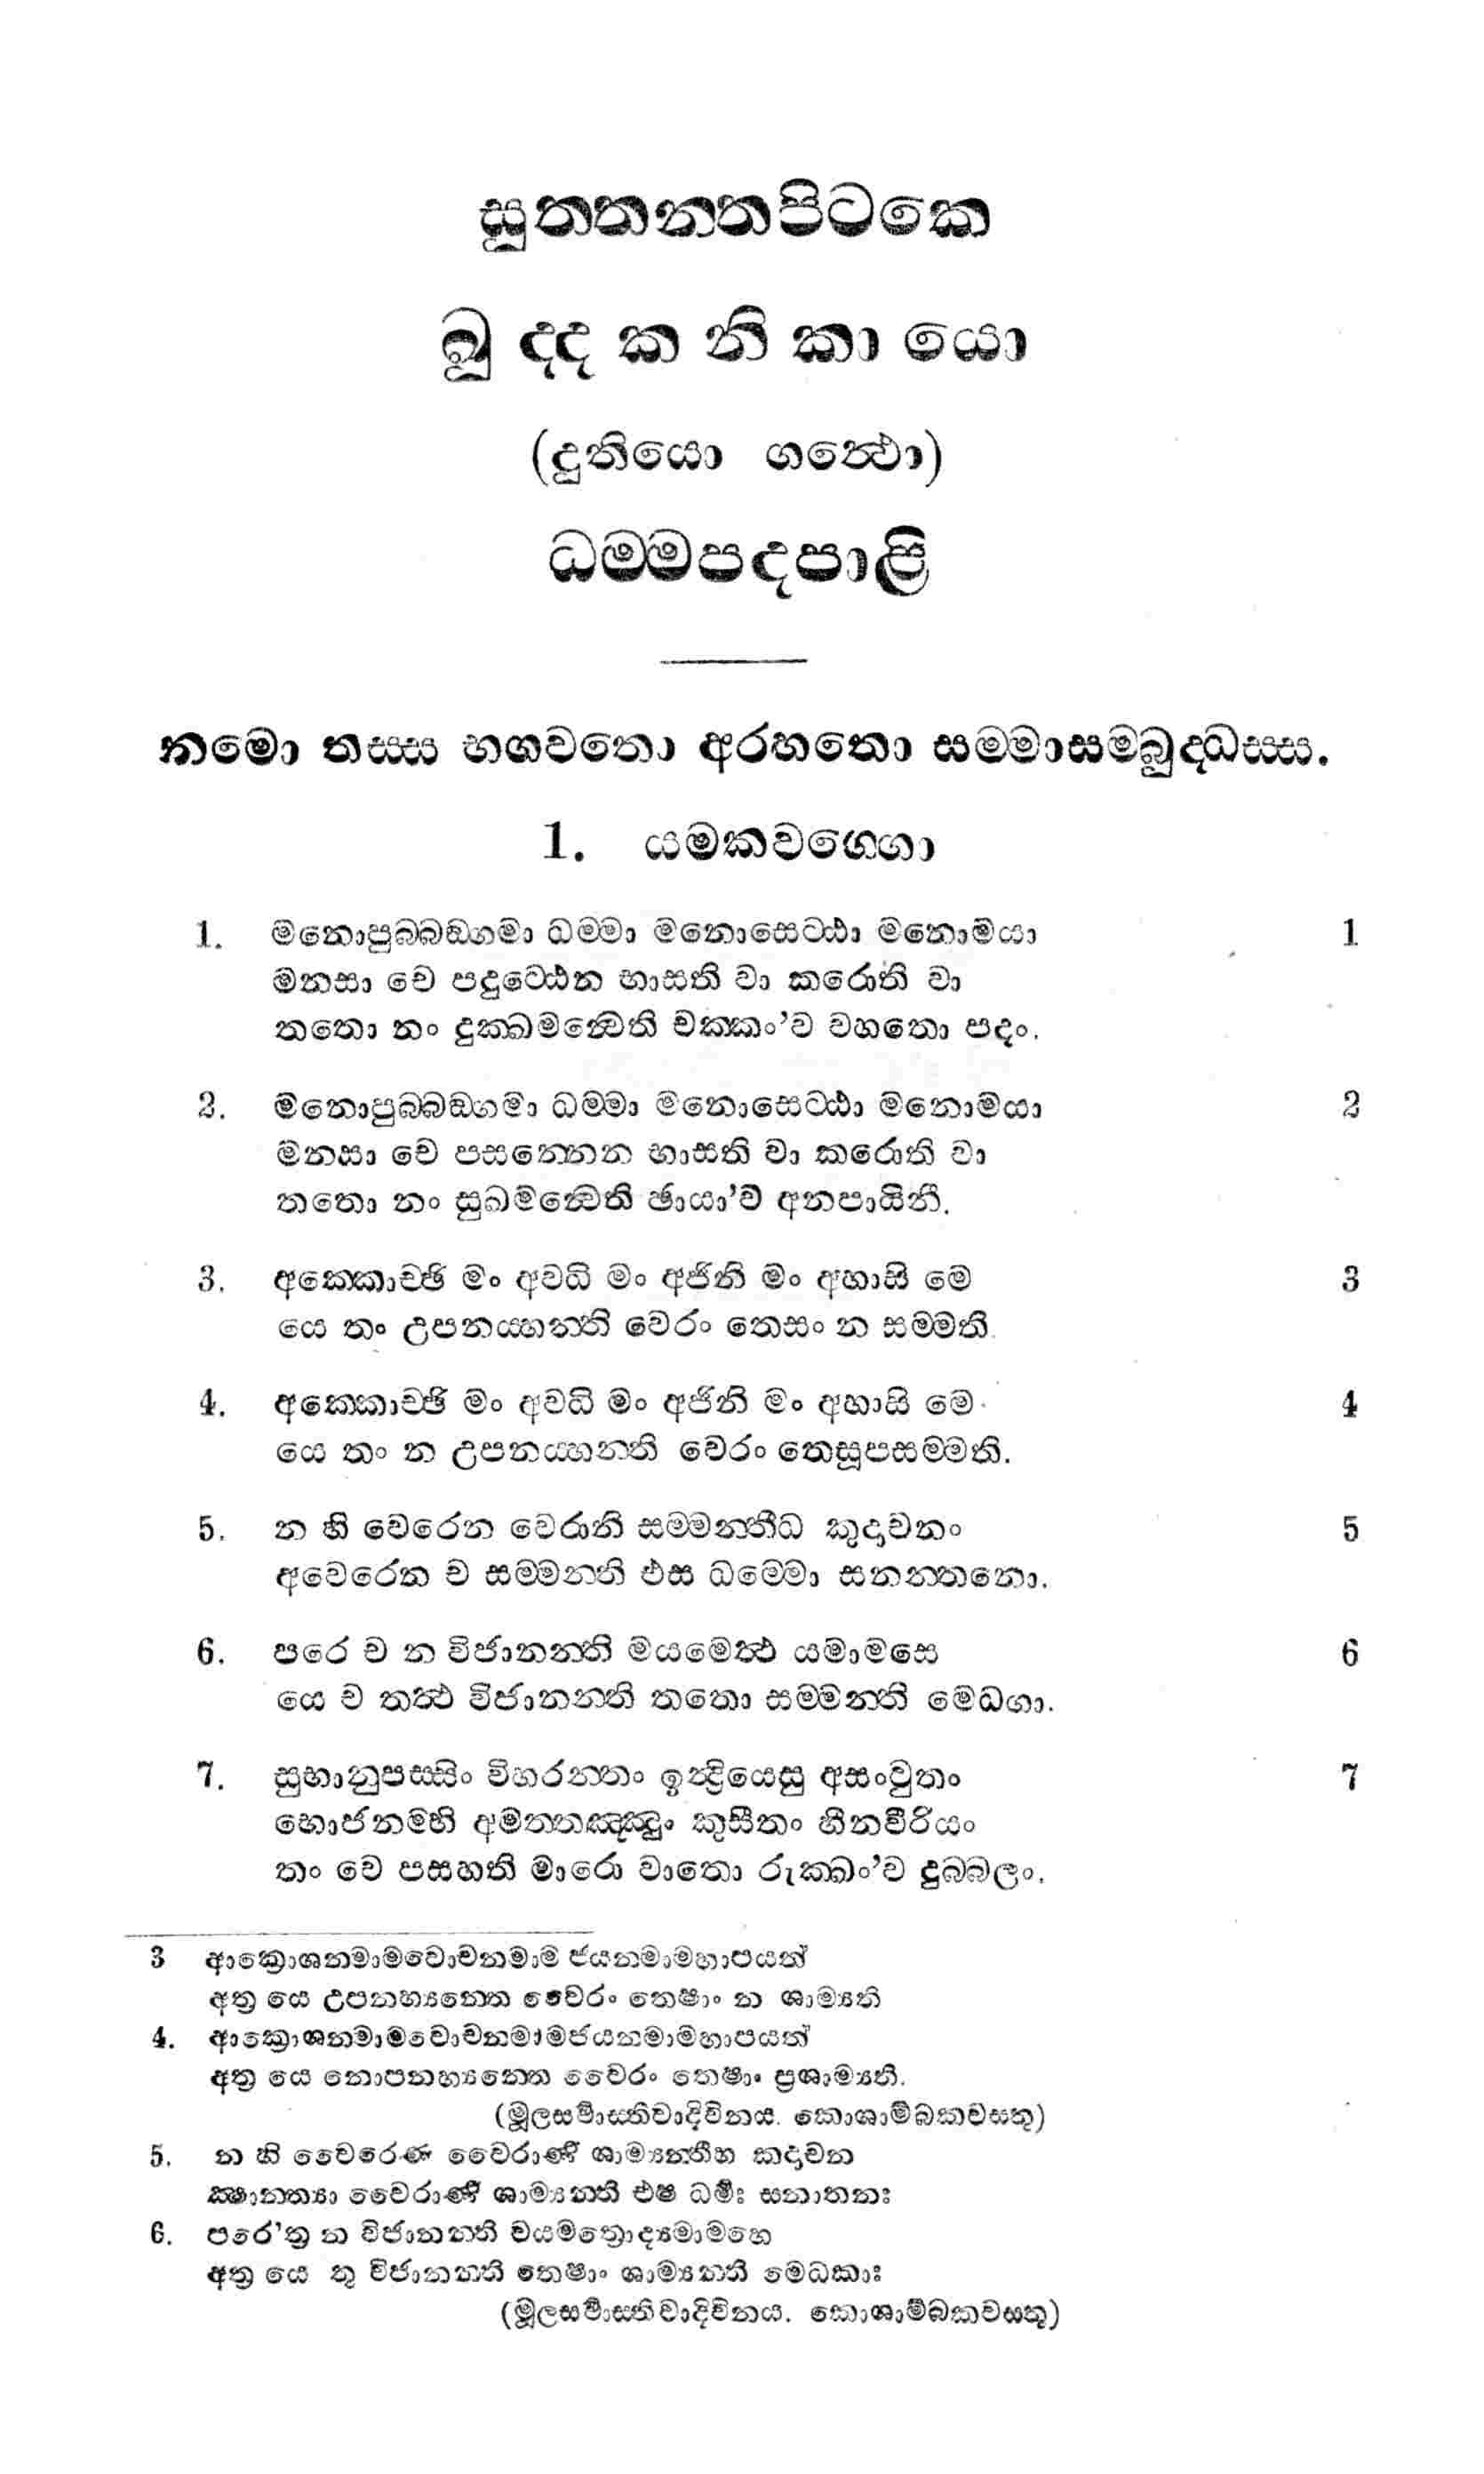 සුත‍්තන‍්තපිටකෙ
ඛුද‍්දකනිකායො
(දුතියො ගන්‍ථො)
ධම‍්මපදපාළි
නමො තස‍්ස භගවතො අරහතො සම‍්මාසම‍්බුද‍්ධස‍්ස.
1. යමකවග‍්ගො
1. මනොපුබ‍්බඞ‍්ගමා ධම‍්මා මනොසෙට‍්ඨා මනොමයා 1
මනසා චෙ පදුට‍්ඨෙන භාසති වා කරොති වා
තතො නං දුක‍්ඛමන්‍වෙති චක‍්කං’ව වහතො පදං.
2. මනොපුබ‍්බඞ‍්ගමා ධම‍්මා මනොසෙට‍්ඨා මනොමයා 2
මනසා චෙ පසන‍්නෙන භාසති වා කරොති වා
තතො නං සුඛමන්‍වෙති ඡායා’ව අනපායිනී.
3. අක‍්කොච‍්ඡි මං අවධි මං අජිනි මං අහාසි මෙ 3
යෙ තං උපනය‍්හන‍්ති වෙරං තෙසං න සම‍්මති.
4. අක‍්කොච‍්ඡි මං අවධි මං අජිනි මං අහාසි මෙ 4
යෙ තං න උපනය‍්හන‍්ති වෙරං තෙසූපසම‍්මති.
5. න හි වෙරෙන වෙරානි සම‍්මන‍්තීධ කුදාචනං 5
අවෙරෙන ච සම‍්මන‍්ති එස ධම‍්මො සනන‍්තනො.
6. පරෙ ච න විජානන‍්ති මයමෙත්‍ථ යමාමසෙ 6
යෙ ච තත්‍ථ විජානන‍්ති තතො සම‍්මන‍්ති මෙධගා.
7. සුභානුපස‍්සිං විහරන‍්තං ඉන්‍ද්‍රියෙසු අසංවුතං 7
භොජනම‍්හි අමත‍්තඤ‍්ඤුං කුසීතං හීනවීරියං
තං වෙ පසහති මාරො වාතො රුක‍්ඛං’ව දුබ‍්බලං.
3 ආක්‍රොශන‍්මාමවොචන‍්මාම ජයන‍්මාමහාපයත්
අත්‍ර යෙ උපනහ්‍යන‍්තෙ වෛරං තෙෂාං න ශාම්‍යති
4. ආක්‍රොශන‍්මාමවොචන‍්මාමජයන‍්මාමහාපයත්
අත්‍ර යෙ නොපනහ්‍යන‍්තෙ වෛරං තෙෂාං ප්‍රශාම්‍යති.
(මූලසර්‍වාස‍්තිවාදිවිනය. කොශාම්බකවස‍්තු)
5. න හි වෛරෙණ වෛරාණි ශාම්‍යන‍්තීහ කදාචන
ක්‍ෂාන‍්ත්‍යා වෛරාණි ශාම්‍යන‍්ති එෂ ධර්‍මඃ සනාතනඃ
6. පරෙ’ත්‍ර න විජානන‍්ති වයමත්‍රොද්‍යමාමහෙ
අත්‍ර යෙ තු විජානන‍්ති තෙෂාං ශාම්‍යන‍්ති මෙධකාඃ
(මූලසර්‍වාස‍්තිවාදිවිනය. කොශාම්බකවස‍්තු)